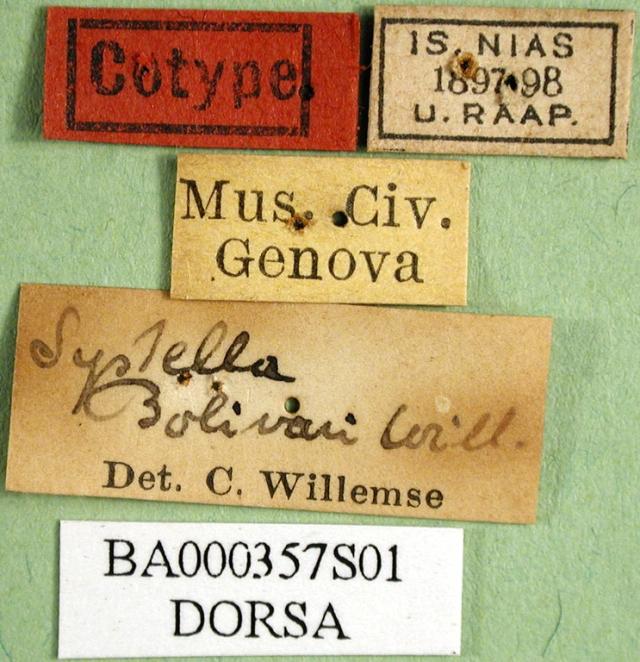 Cotype.
IS. NIAS
1897-98
U. RAAP.
Mus. Civ.
Genova
Systella
Bolivari Will.
Det. C. Willemse
BA000357S01
DORSA